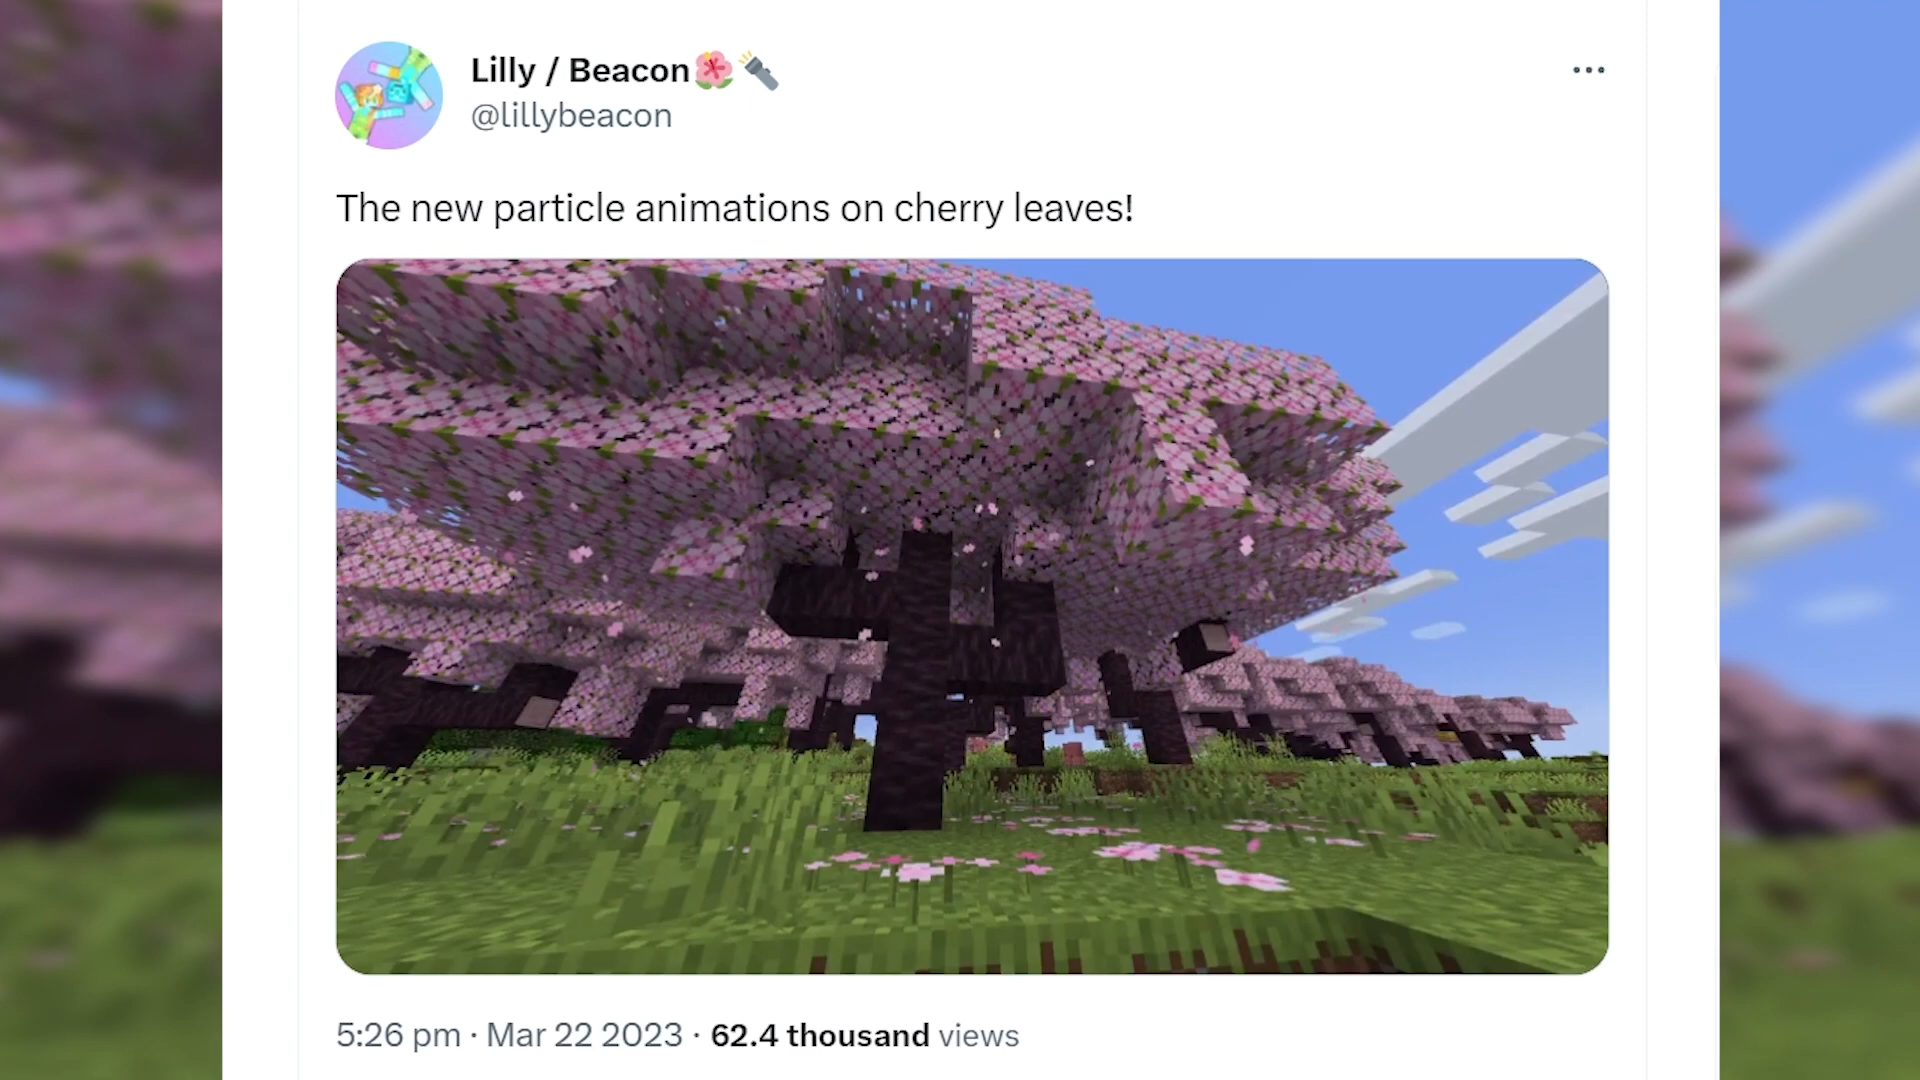 Lilly / Beacon🌺🔦
@lillybeacon
The new particle animations on cherry leaves!
5:26 pm · Mar 22 2023 · 62.4 thousand views